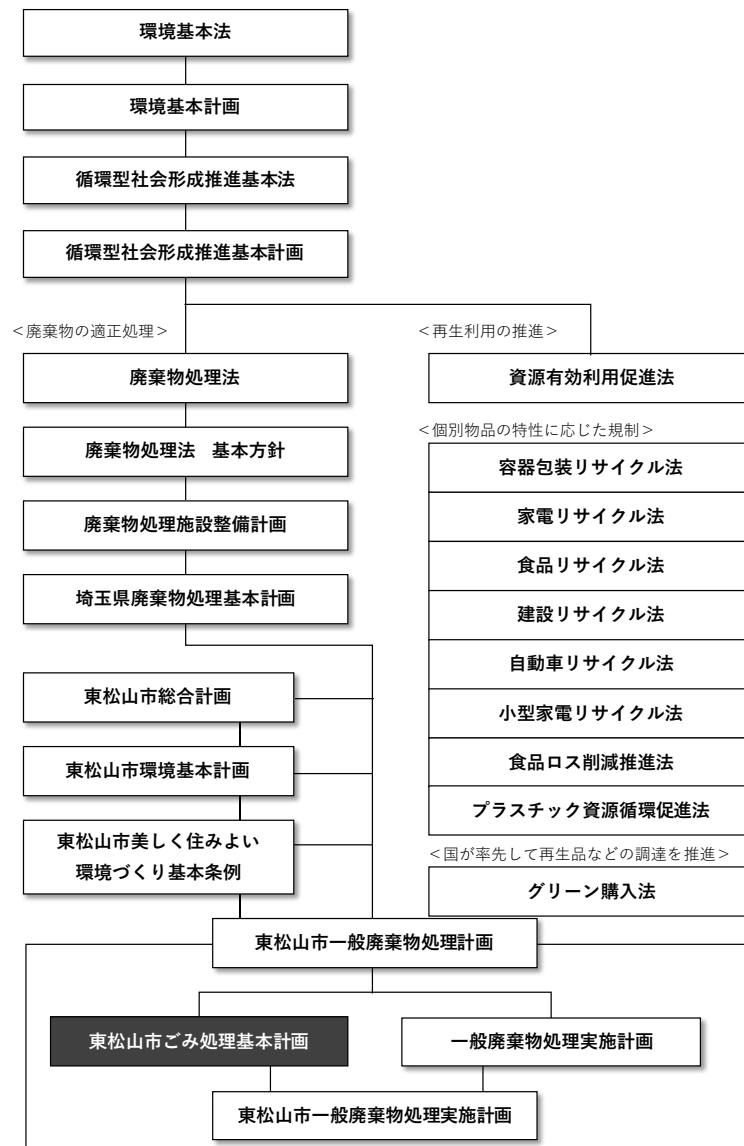 環境基本法
環境基本計画
循環型社会形成推進基本法
循環型社会形成推進基本計画
＜廃棄物の適正処理＞
廃棄物処理法
廃棄物処理法　基本方針
廃棄物処理施設整備計画
埼玉県廃棄物処理基本計画
＜再生利用の推進＞
資源有効利用促進法
＜個別物品の特性に応じた規制＞
容器包装リサイクル法
家電リサイクル法
食品リサイクル法
建設リサイクル法
自動車リサイクル法
小型家電リサイクル法
食品ロス削減推進法
プラスチック資源循環促進法
＜国が率先して再生品などの調達を推進＞
グリーン購入法
東松山市総合計画
東松山市環境基本計画
東松山市美しく住みよい
環境づくり基本条例
東松山市一般廃棄物処理計画
東松山市ごみ処理基本計画
一般廃棄物処理実施計画
東松山市一般廃棄物処理実施計画